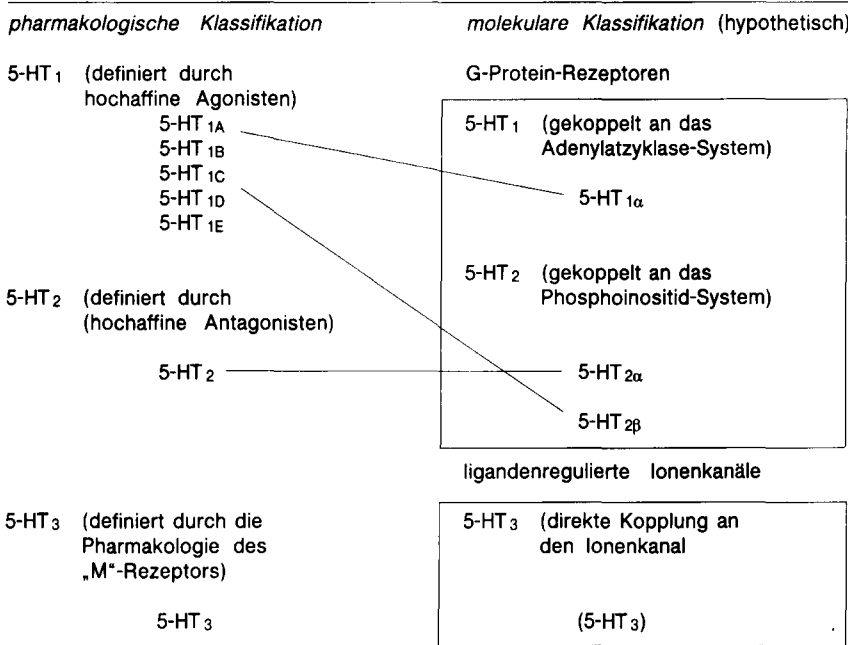 pharmakologische Klassifikation
molekulare Klassifikation (hypothetisch)
5-HT1 (definiert durch
hochaffine Agonisten)
5-HT1A
5-HT1B
5-HT1C
5-HT1D
5-HT1E
G-Protein-Rezeptoren
5-HT1 (gekoppelt an das
Adenylatzyklase-System)
5-HT1α
5-HT2 (definiert durch
(hochaffine Antagonisten)
5-HT2
5-HT2 (gekoppelt an das
Phosphoinositid-System)
5-HT2α
5-HT2β
ligandenregulierte Ionenkanäle
5-HT3 (definiert durch die
Pharmakologie des
„M“-Rezeptors)
5-HT3
5-HT3 (direkte Kopplung an
den Ionenkanal
(5-HT3)